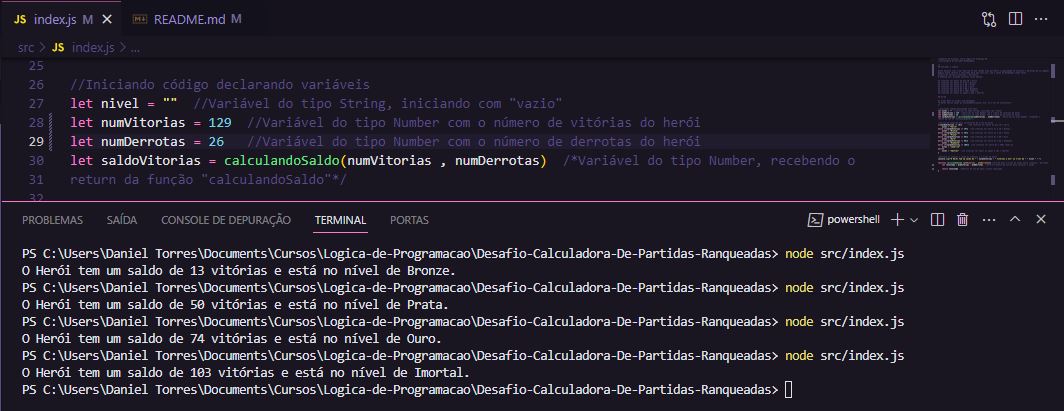 JS index.js M README.md M
src > JS index.js > ...
25
26 //Iniciando código declarando variáveis
27 let nivel = "" //Variável do tipo String, iniciando com "vazio"
28 let numVitorias = 129 //Variável do tipo Number com o número de vitórias do herói
29 let numDerrotas = 26 //Variável do tipo Number com o número de derrotas do herói
30 let saldoVitorias = calculandoSaldo(numVitorias , numDerrotas) /*Variável do tipo Number, recebendo o
31 return da função "calculandoSaldo"*/
32
PROBLEMAS SAÍDA CONSOLE DE DEPURAÇÃO TERMINAL PORTAS powershell
PS C:\Users\Daniel Torres\Documents\Cursos\Logica-de-Programacao\Desafio-Calculadora-De-Partidas-Ranqueadas> node src/index.js
O Herói tem um saldo de 13 vitórias e está no nível de Bronze.
PS C:\Users\Daniel Torres\Documents\Cursos\Logica-de-Programacao\Desafio-Calculadora-De-Partidas-Ranqueadas> node src/index.js
O Herói tem um saldo de 50 vitórias e está no nível de Prata.
PS C:\Users\Daniel Torres\Documents\Cursos\Logica-de-Programacao\Desafio-Calculadora-De-Partidas-Ranqueadas> node src/index.js
O Herói tem um saldo de 74 vitórias e está no nível de Ouro.
PS C:\Users\Daniel Torres\Documents\Cursos\Logica-de-Programacao\Desafio-Calculadora-De-Partidas-Ranqueadas> node src/index.js
O Herói tem um saldo de 103 vitórias e está no nível de Imortal.
PS C:\Users\Daniel Torres\Documents\Cursos\Logica-de-Programacao\Desafio-Calculadora-De-Partidas-Ranqueadas>